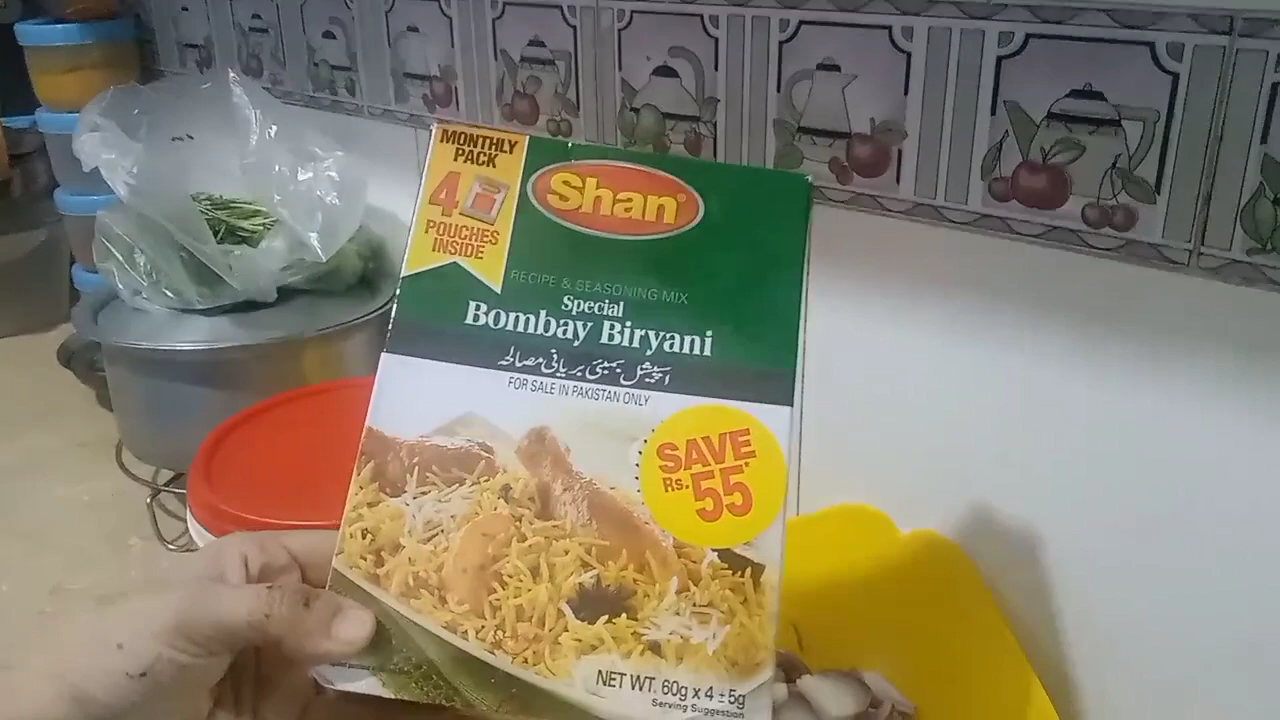 MONTHLY
PACK
4
POUCHES
INSIDE
Shan®
RECIPE & SEASONING MIX
Special
Bombay Biryani
اسپیشل بمبئی بریانی مصالحہ
FOR SALE IN PAKISTAN ONLY
SAVE
Rs. 55*
NET WT. 60g x 4 ±5g
Serving Suggestion